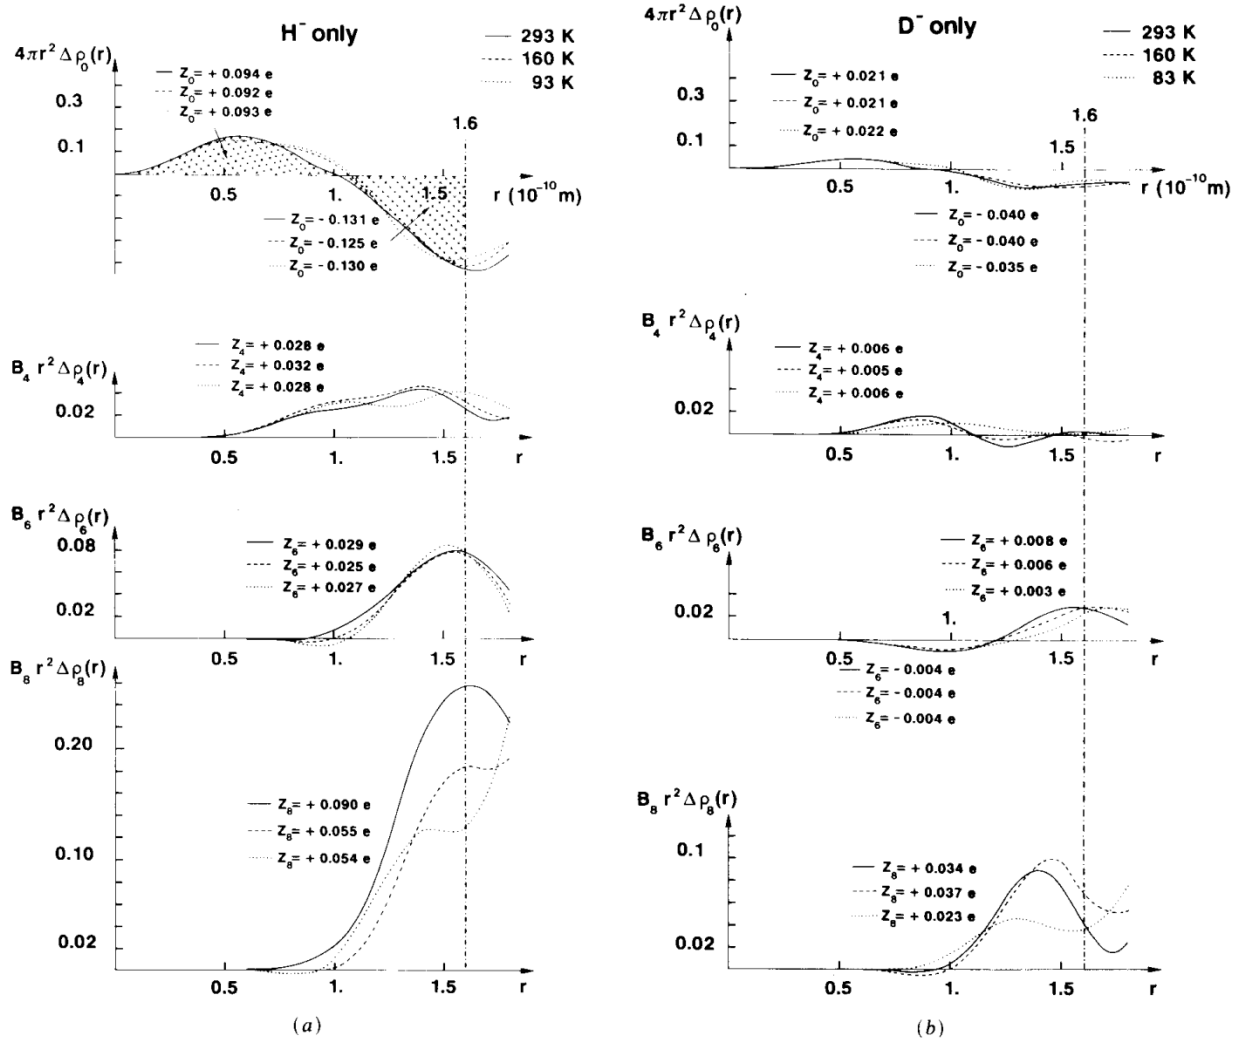 H⁻ only
4πr² Δρ₀(r)
293 K
160 K
93 K
Z₀= + 0.094 e
Z₀= + 0.092 e
Z₀= + 0.093 e
0.3
0.1
1.6
0.5
1.
1.5
r (10⁻¹⁰ m)
Z₀= − 0.131 e
Z₀= − 0.125 e
Z₀= − 0.130 e
B₄ r² Δρ₄(r)
Z₄= + 0.028 e
Z₄= + 0.032 e
Z₄= + 0.028 e
0.02
0.5
1.
1.5
r
B₆ r² Δρ₆(r)
0.08
Z₆= + 0.029 e
Z₆= + 0.025 e
Z₆= + 0.027 e
0.02
0.5
1.
1.5
r
B₈ r² Δρ₈(r)
0.20
Z₈= + 0.090 e
Z₈= + 0.055 e
Z₈= + 0.054 e
0.10
0.02
0.5
1.
1.5
r
(a)
D⁻ only
4πr² Δρ₀(r)
293 K
160 K
83 K
Z₀= + 0.021 e
Z₀= + 0.021 e
Z₀= + 0.022 e
0.3
0.1
1.6
1.5
0.5
1.
r (10⁻¹⁰ m)
Z₀= − 0.040 e
Z₀= − 0.040 e
Z₀= − 0.035 e
B₄ r² Δρ₄(r)
Z₄= + 0.006 e
Z₄= + 0.005 e
Z₄= + 0.006 e
0.02
0.5
1.
1.5
r
B₆ r² Δρ₆(r)
Z₆= + 0.008 e
Z₆= + 0.006 e
Z₆= + 0.003 e
0.02
1.
0.5
1.5
r
Z₆= − 0.004 e
Z₆= − 0.004 e
Z₆= − 0.004 e
B₈ r² Δρ₈(r)
0.1
Z₈= + 0.034 e
Z₈= + 0.037 e
Z₈= + 0.023 e
0.02
0.5
1.
1.5
r
(b)